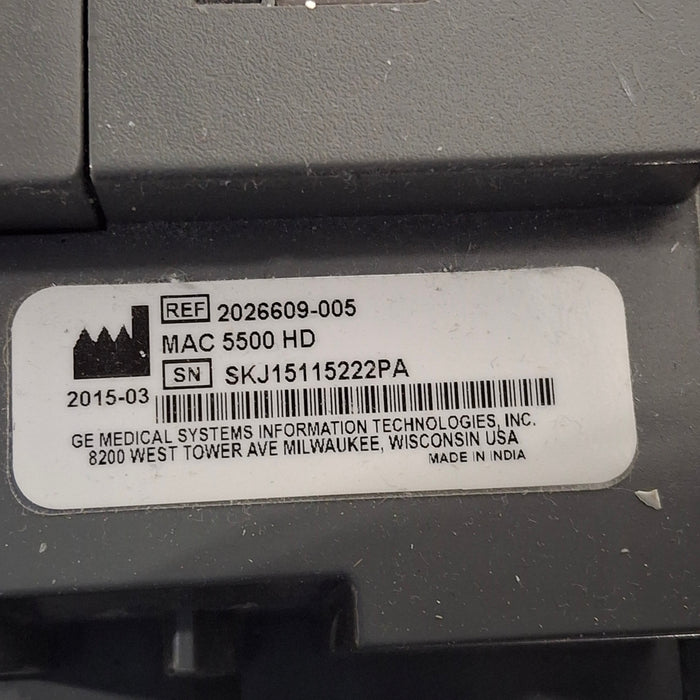 REF 2026609-005
MAC 5500 HD
SN SKJ15115222PA
2015-03
GE MEDICAL SYSTEMS INFORMATION TECHNOLOGIES, INC.
8200 WEST TOWER AVE MILWAUKEE, WISCONSIN USA
MADE IN INDIA